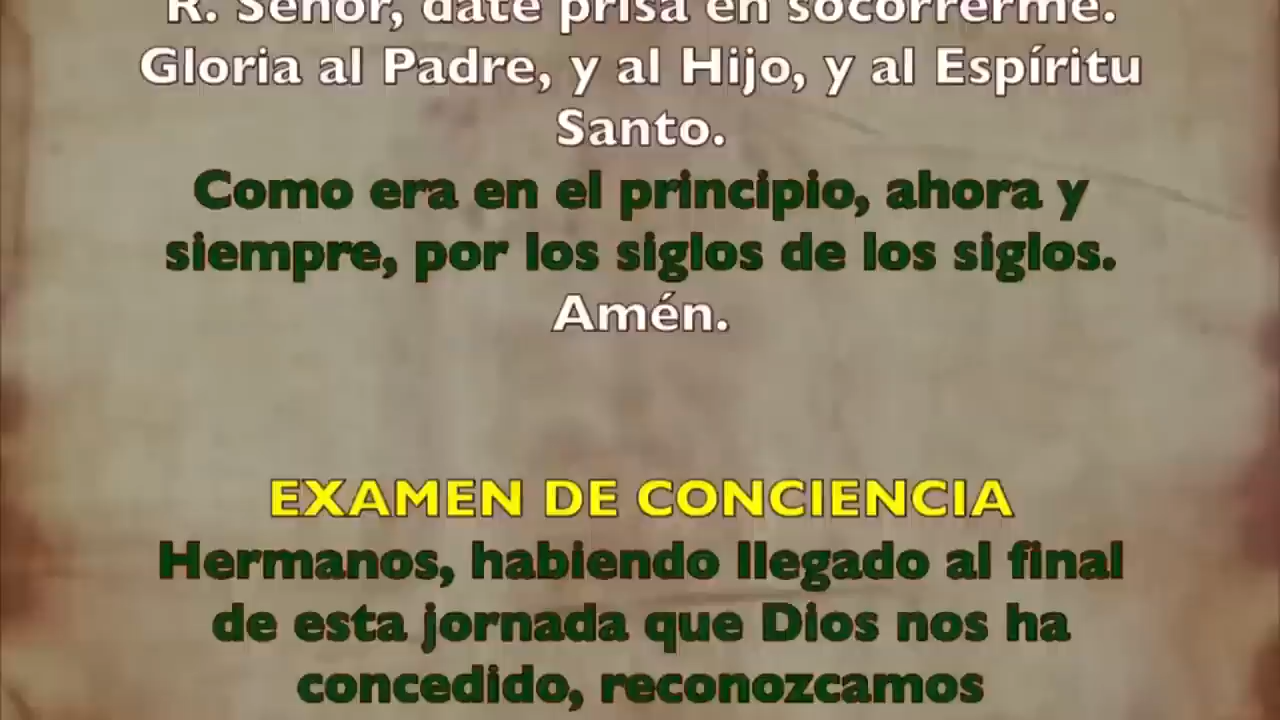 R. Señor, date prisa en socorrerme.
Gloria al Padre, y al Hijo, y al Espíritu
Santo.
Como era en el principio, ahora y
siempre, por los siglos de los siglos.
Amén.
EXAMEN DE CONCIENCIA
Hermanos, habiendo llegado al final
de esta jornada que Dios nos ha
concedido, reconozcamos